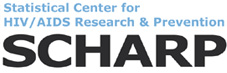 Statistical Center for
HIV/AIDS Research & Prevention
SCHARP